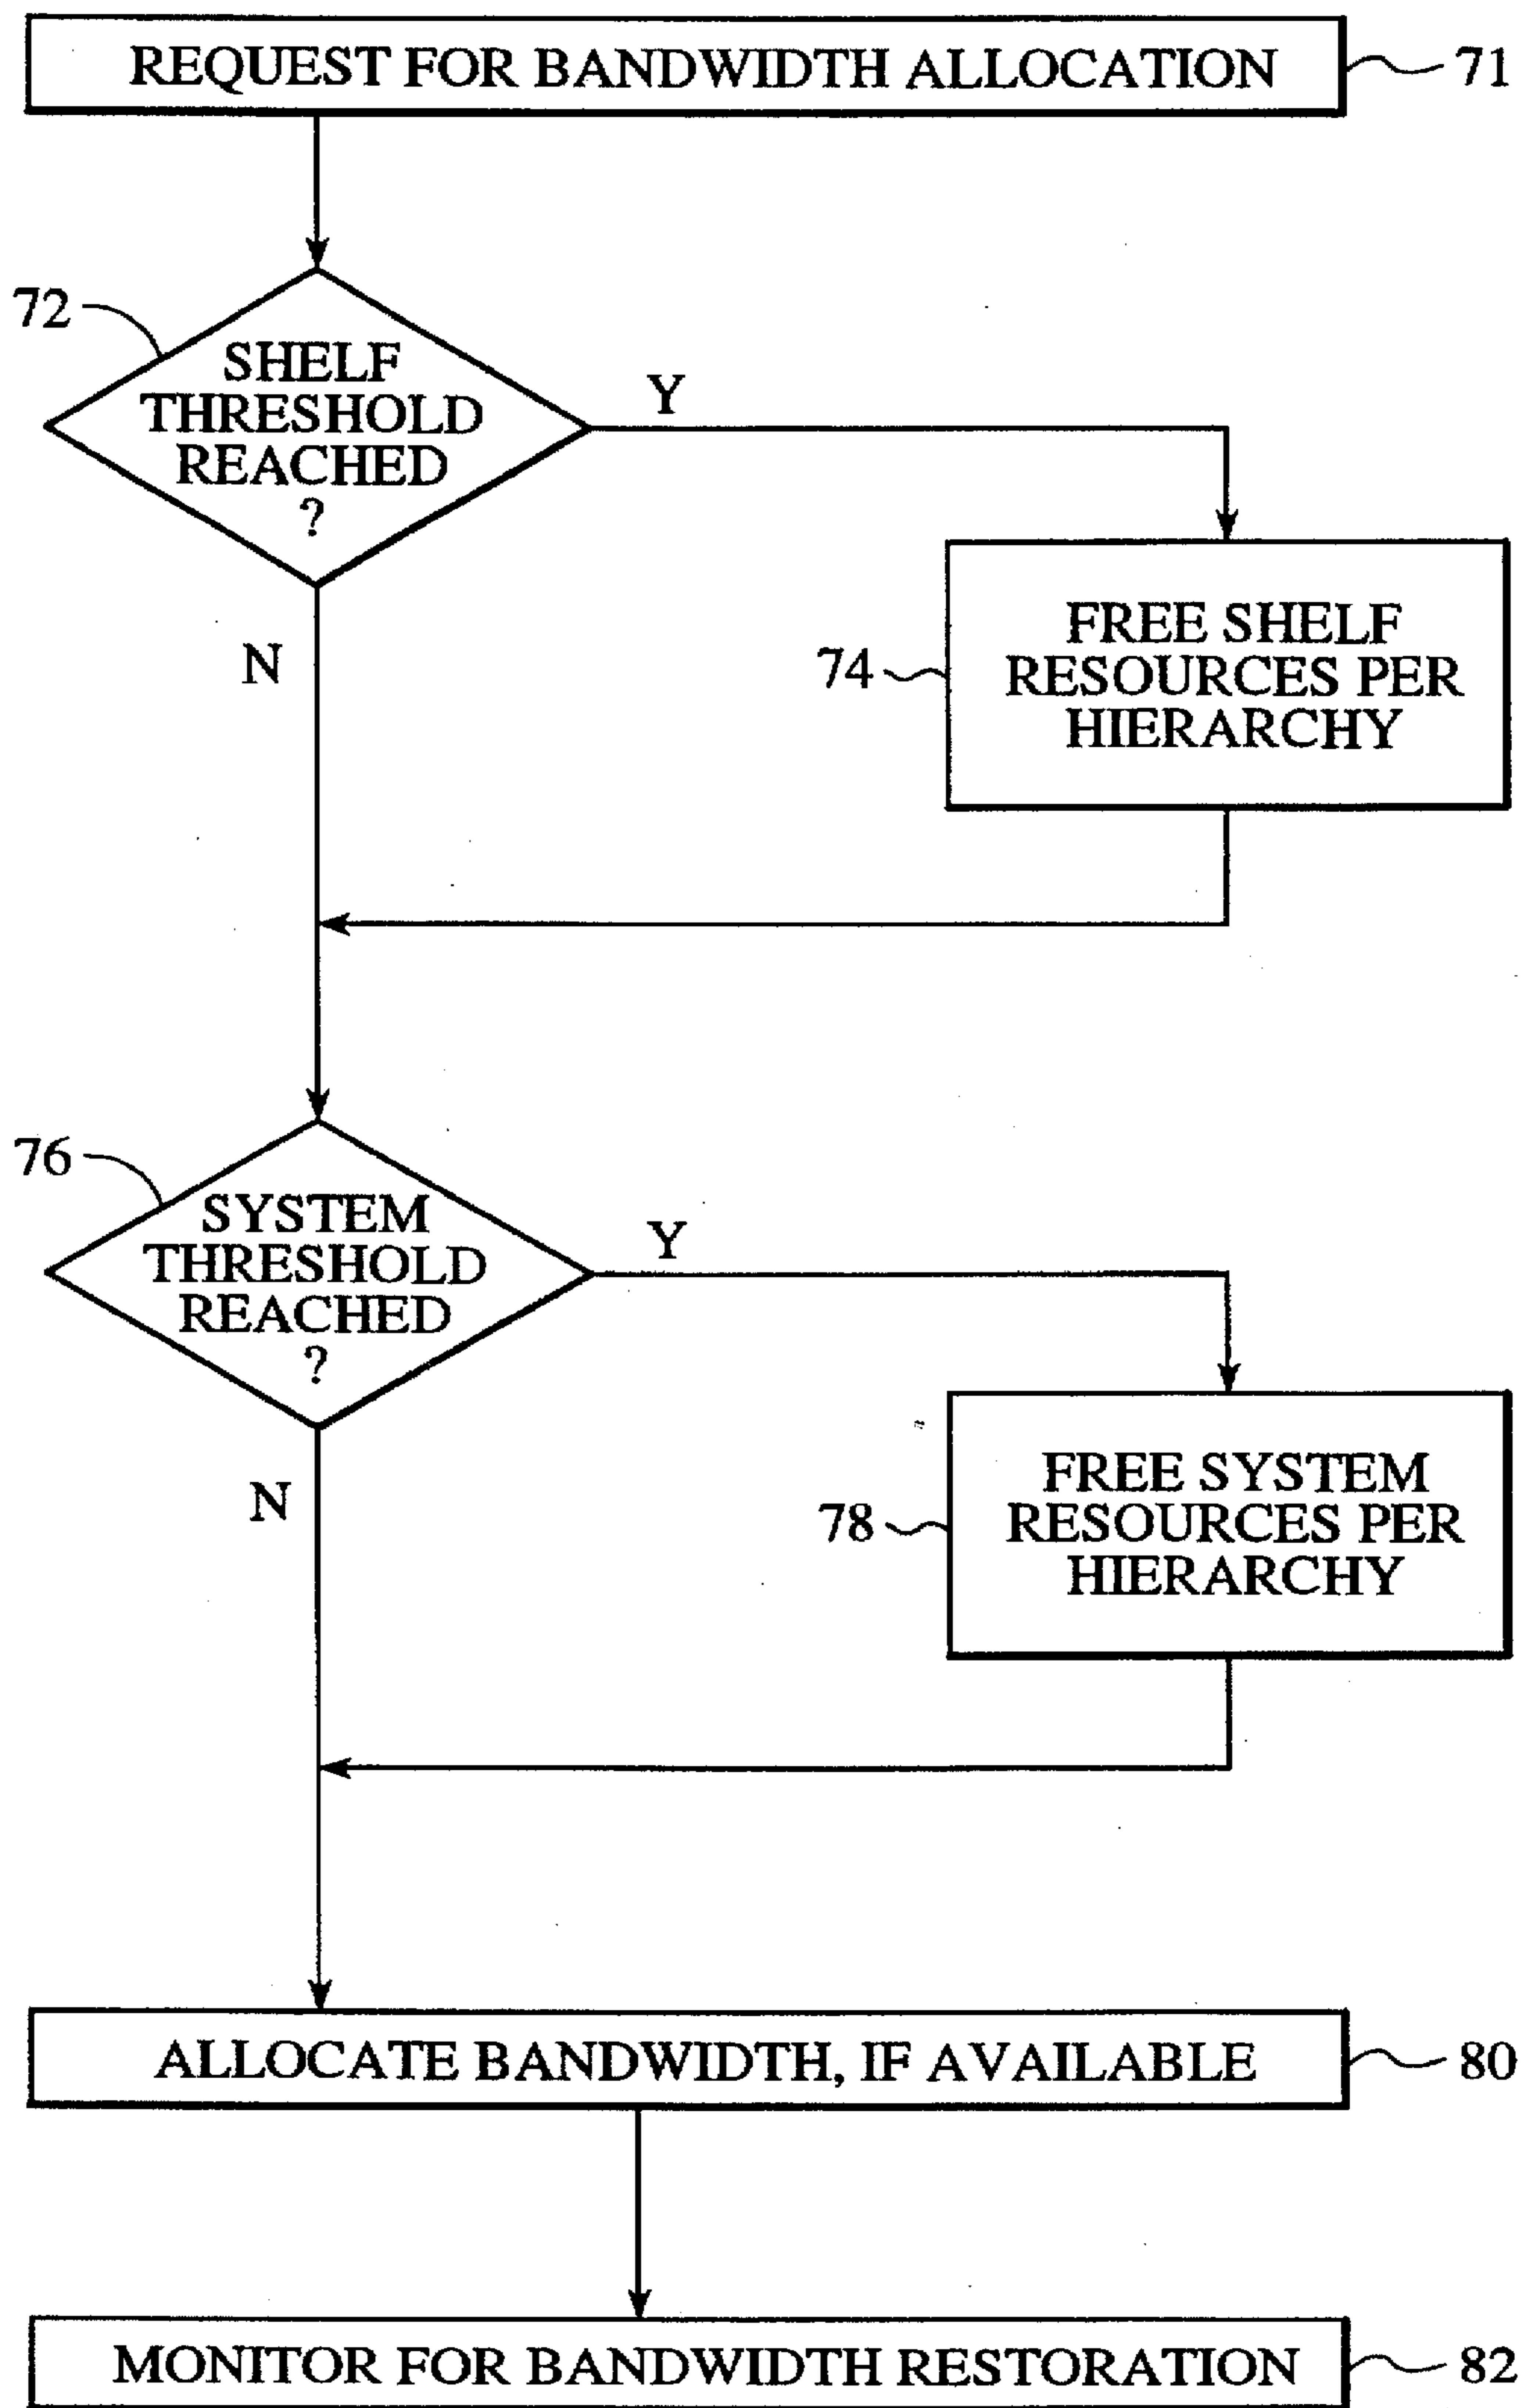 REQUEST FOR BANDWIDTH ALLOCATION
71
72
SHELF
THRESHOLD
REACHED
?
Y
N
74
FREE SHELF
RESOURCES PER
HIERARCHY
76
SYSTEM
THRESHOLD
REACHED
?
Y
N
78
FREE SYSTEM
RESOURCES PER
HIERARCHY
ALLOCATE BANDWIDTH, IF AVAILABLE
80
MONITOR FOR BANDWIDTH RESTORATION
82